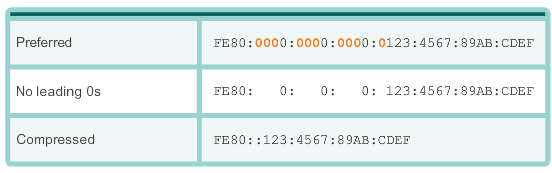 Preferred FE80:0000:0000:0000:0123:4567:89AB:CDEF
No leading 0s FE80:   0:   0:   0: 123:4567:89AB:CDEF
Compressed FE80::123:4567:89AB:CDEF